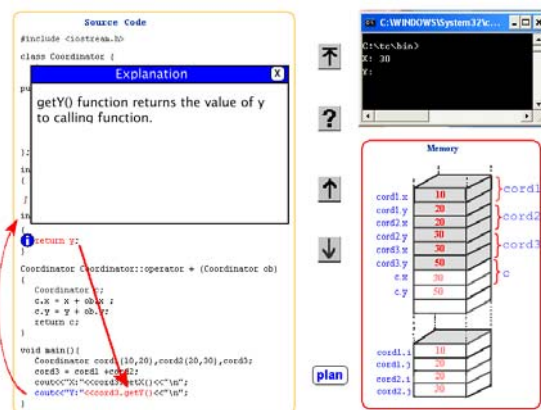 Source Code
#include <iostream.h>
class Coordinator {
Explanation
X
getY() function returns the value of y
to calling function.
};
{
{
i
return y;
}
Coordinator Coordinator::operator + (Coordinator ob)
{
Coordinator c;
c.x = x + ob.x ;
c.y = y + ob.y;
return c;
}
void main(){
Coordinator cord1(10,20),cord2(20,30),cord3;
cord3 = cord1 +cord2;
cout<<"X:"<<cord3.getX()<<"\n";
cout<<"Y:"<<cord3.getY()<<"\n";
}
?
plan
C:\WINDOWS\System32\c...
C:\tc\bin>
X: 30
Y:
Memory
cord1.x 10
cord1.y 20
cord2.x 20
cord2.y 30
cord3.x 30
cord3.y 50
c.x 30
c.y 50
cord1
cord2
cord3
c
cord1.i 10
cord1.j 20
cord2.i 20
cord2.j 30